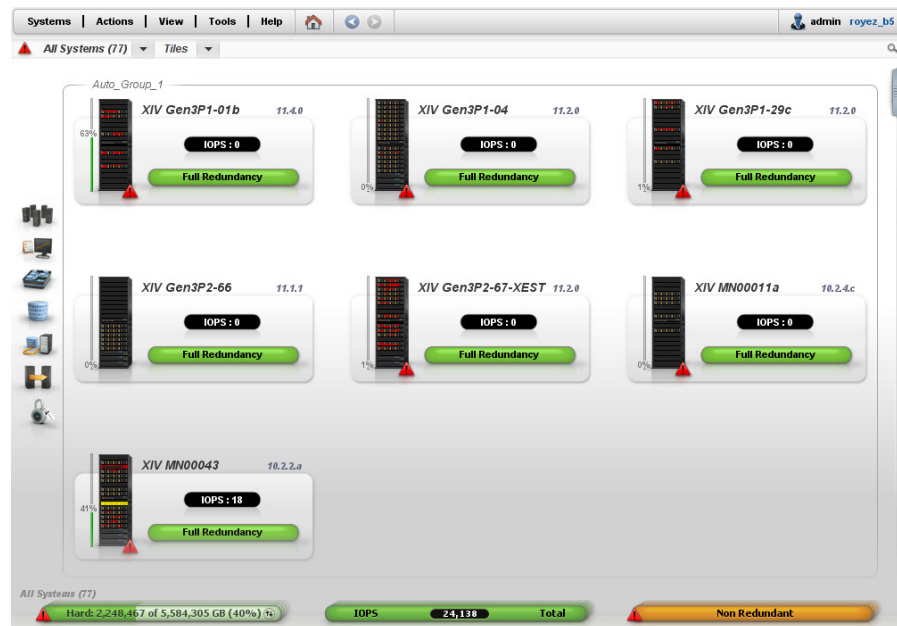 Systems | Actions | View | Tools | Help admin royez_b5
All Systems (77) Tiles
Auto_Group_1
XIV Gen3P1-01b 11.4.0 XIV Gen3P1-04 11.2.0 XIV Gen3P1-29c 11.2.0
63% IOPS : 0 IOPS : 0 IOPS : 0
Full Redundancy Full Redundancy Full Redundancy
0% 1%
XIV Gen3P2-66 11.1.1 XIV Gen3P2-67-XEST 11.2.0 XIV MN00011a 10.2.4.c
IOPS : 0 IOPS : 0 IOPS : 0
Full Redundancy Full Redundancy Full Redundancy
0% 1% 0%
XIV MN00043 10.2.2.a
41% IOPS : 18
Full Redundancy
All Systems (77)
Hard: 2,248,467 of 5,584,305 GB (40%) IOPS 24,138 Total Non Redundant